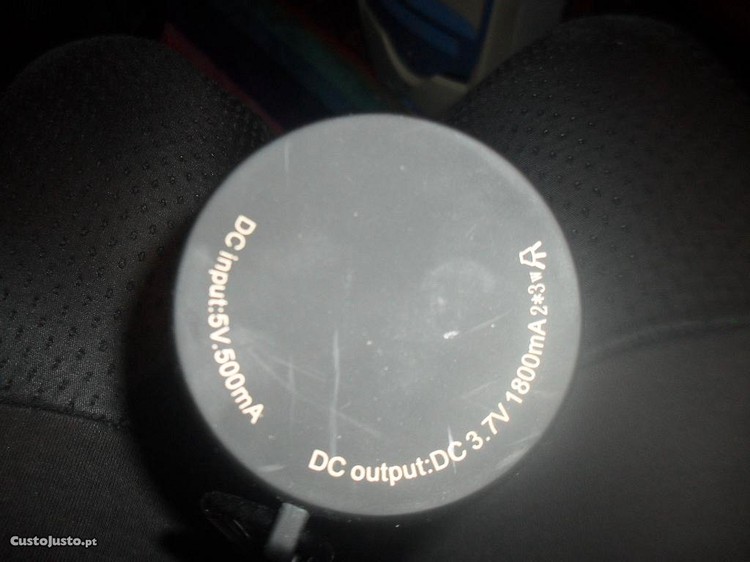 DC input:5V.500mA
DC output:DC 3.7V 1800mA 2*3W
CustoJusto.pt